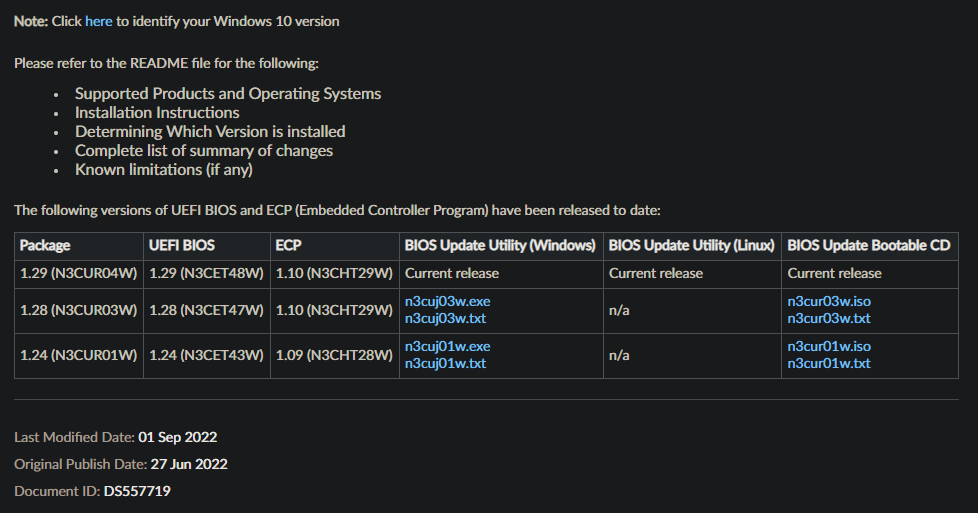 Note: Click here to identify your Windows 10 version
Please refer to the README file for the following:
• Supported Products and Operating Systems
• Installation Instructions
• Determining Which Version is installed
• Complete list of summary of changes
• Known limitations (if any)
The following versions of UEFI BIOS and ECP (Embedded Controller Program) have been released to date:
Package UEFI BIOS ECP BIOS Update Utility (Windows) BIOS Update Utility (Linux) BIOS Update Bootable CD
1.29 (N3CUR04W) 1.29 (N3CET48W) 1.10 (N3CHT29W) Current release Current release Current release
1.28 (N3CUR03W) 1.28 (N3CET47W) 1.10 (N3CHT29W) n3cuj03w.exe n/a n3cur03w.iso
n3cuj03w.txt n3cur03w.txt
1.24 (N3CUR01W) 1.24 (N3CET43W) 1.09 (N3CHT28W) n3cuj01w.exe n/a n3cur01w.iso
n3cuj01w.txt n3cur01w.txt
Last Modified Date: 01 Sep 2022
Original Publish Date: 27 Jun 2022
Document ID: DS557719